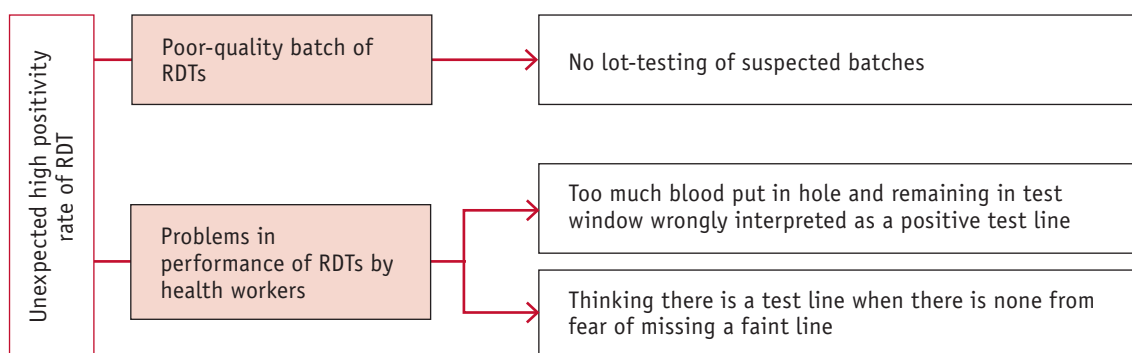 Unexpected high positivity
rate of RDT
Poor-quality batch of
RDTs
No lot-testing of suspected batches
Problems in
performance of RDTs by
health workers
Too much blood put in hole and remaining in test
window wrongly interpreted as a positive test line
Thinking there is a test line when there is none from
fear of missing a faint line